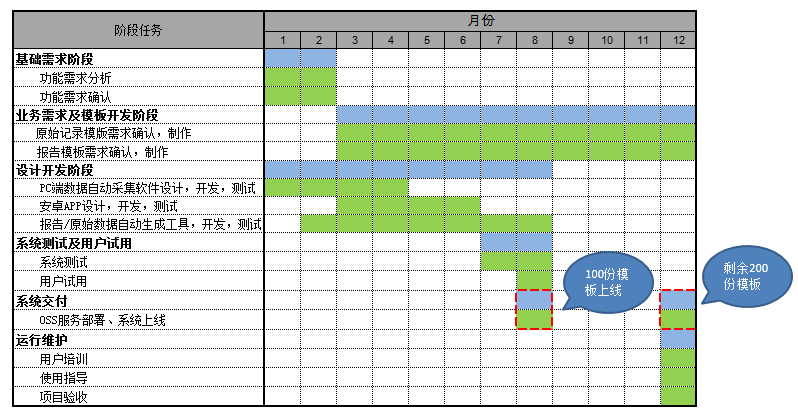 阶段任务
月份
1 2 3 4 5 6 7 8 9 10 11 12
基础需求阶段
功能需求分析
功能需求确认
业务需求及模板开发阶段
原始记录模版需求确认，制作
报告模板需求确认，制作
设计开发阶段
PC端数据自动采集软件设计，开发，测试
安卓APP设计，开发，测试
报告/原始数据自动生成工具，开发，测试
系统测试及用户试用
系统测试
用户试用
系统交付
OSS服务部署、系统上线
运行维护
用户培训
使用指导
项目验收
100份模
板上线
剩余200
份模板